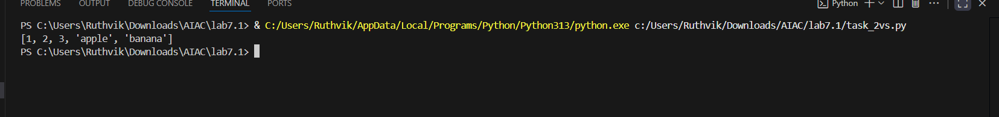 PROBLEMS OUTPUT DEBUG CONSOLE TERMINAL PORTS Python
PS C:\Users\Ruthvik\Downloads\AIAC\lab7.1> & C:/Users/Ruthvik/AppData/Local/Programs/Python/Python313/python.exe c:/Users/Ruthvik/Downloads/AIAC/lab7.1/task_2vs.py
[1, 2, 3, 'apple', 'banana']
PS C:\Users\Ruthvik\Downloads\AIAC\lab7.1>